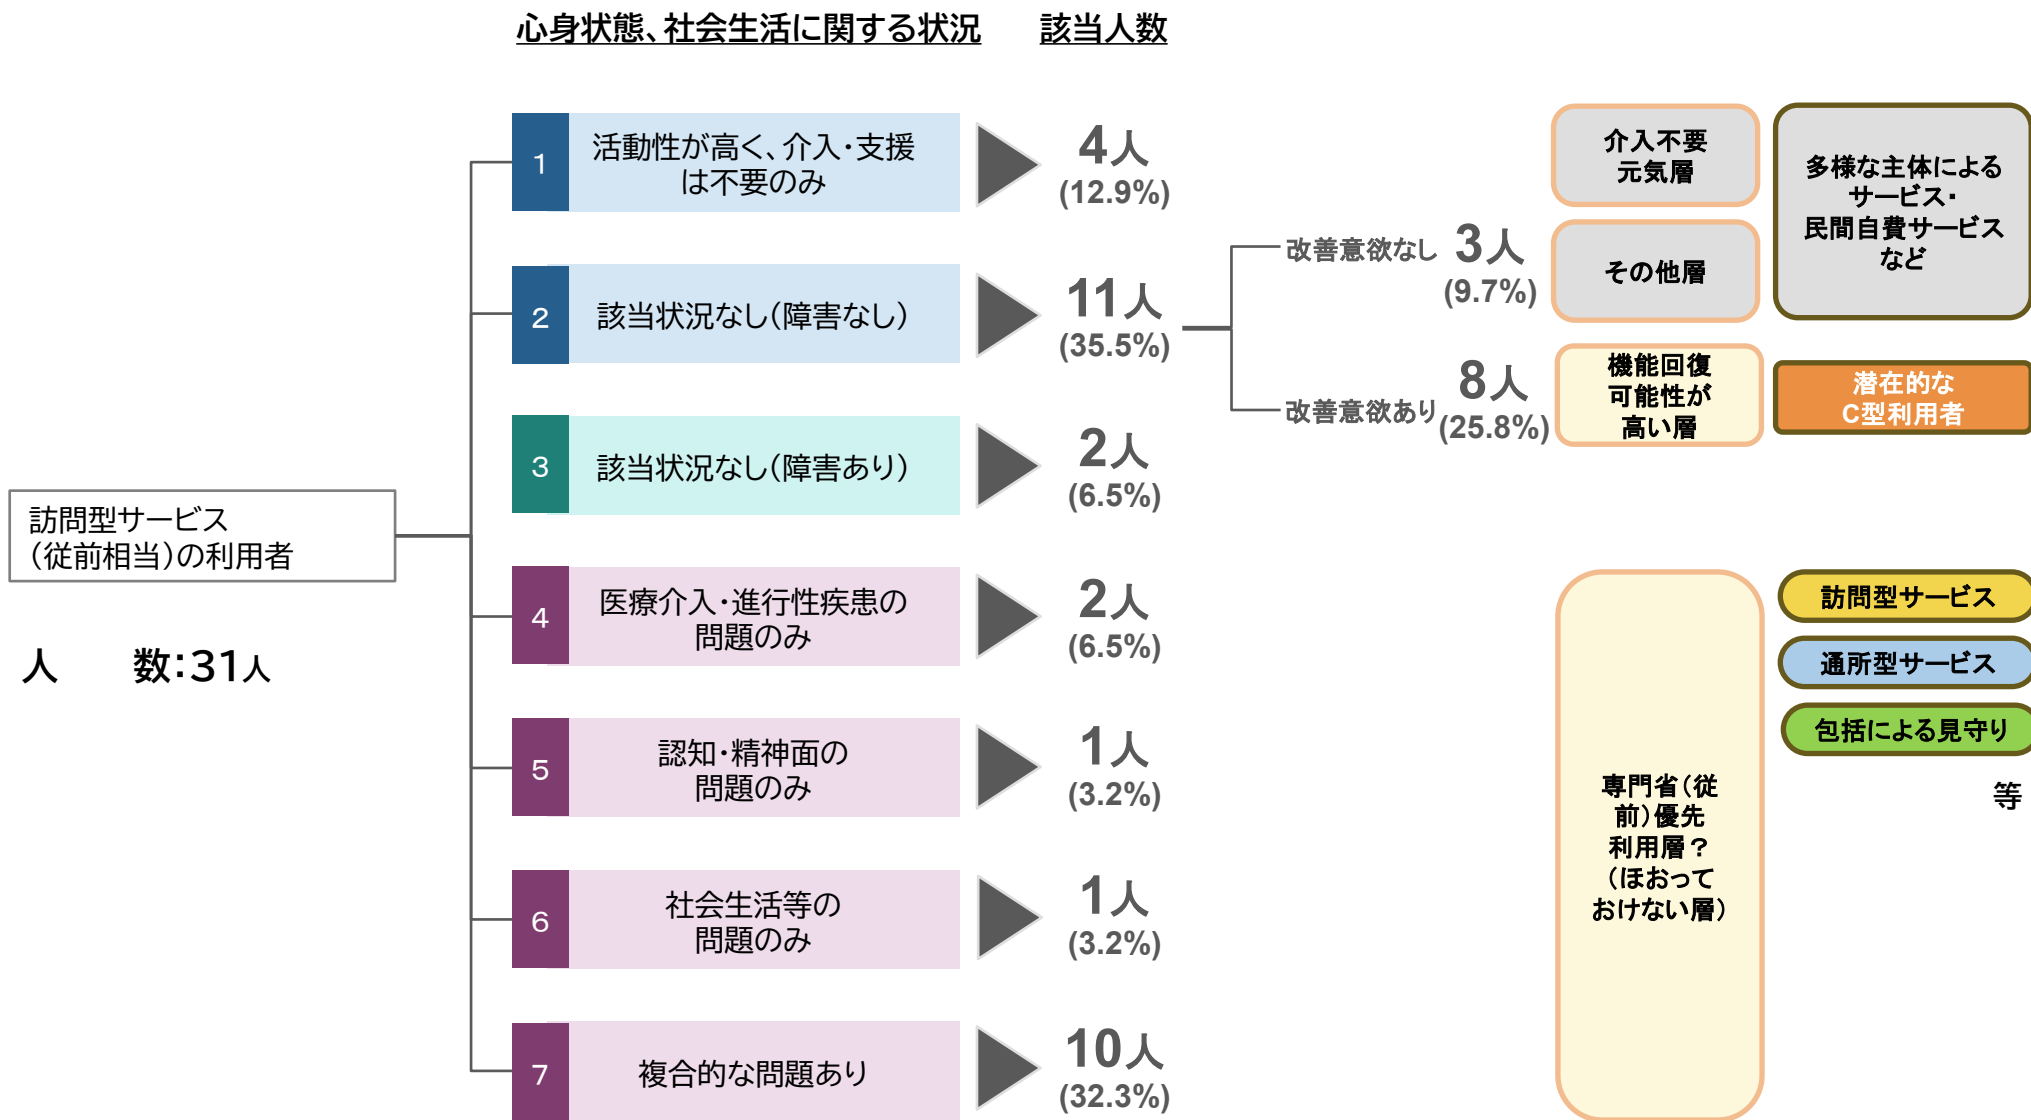 心身状態、社会生活に関する状況
該当人数
1
活動性が高く、介入・支援
は不要のみ
4人
(12.9%)
2
該当状況なし（障害なし）
11人
(35.5%)
改善意欲なし
3人
(9.7%)
改善意欲あり
8人
(25.8%)
3
該当状況なし（障害あり）
2人
(6.5%)
4
医療介入・進行性疾患の
問題のみ
2人
(6.5%)
5
認知・精神面の
問題のみ
1人
(3.2%)
6
社会生活等の
問題のみ
1人
(3.2%)
7
複合的な問題あり
10人
(32.3%)
訪問型サービス
（従前相当）の利用者
人　　数：31人
介入不要
元気層
その他層
多様な主体による
サービス・
民間自費サービス
など
機能回復
可能性が
高い層
潜在的な
C型利用者
専門省（従
前）優先
利用層？
（ほおって
おけない層）
訪問型サービス
通所型サービス
包括による見守り
等